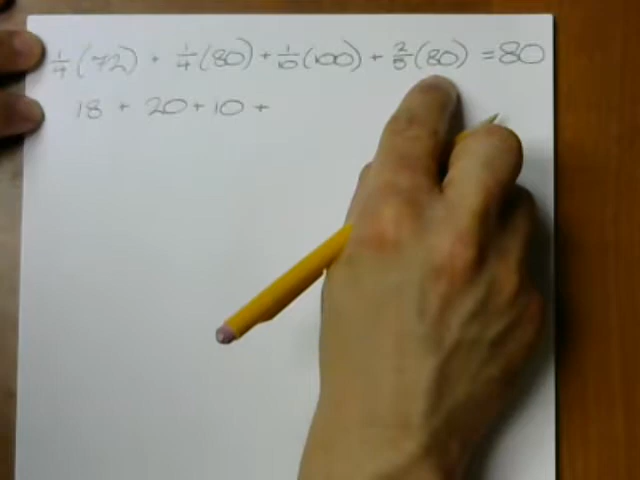 1/4 (72) + 1/4 (80) + 1/10 (100) + 2/5 (80) = 80
18 + 20 + 10 +